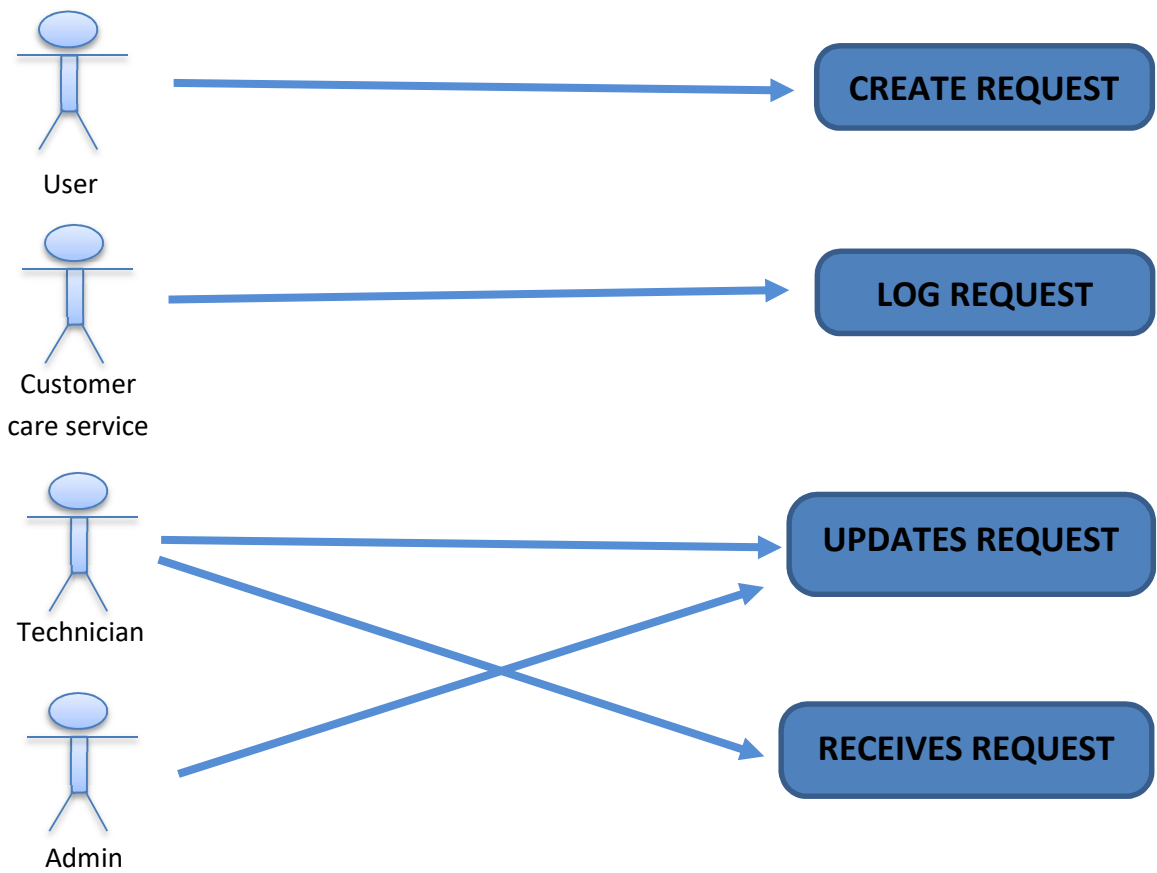 CREATE REQUEST
User
LOG REQUEST
Customer
care service
UPDATES REQUEST
Technician
RECEIVES REQUEST
Admin